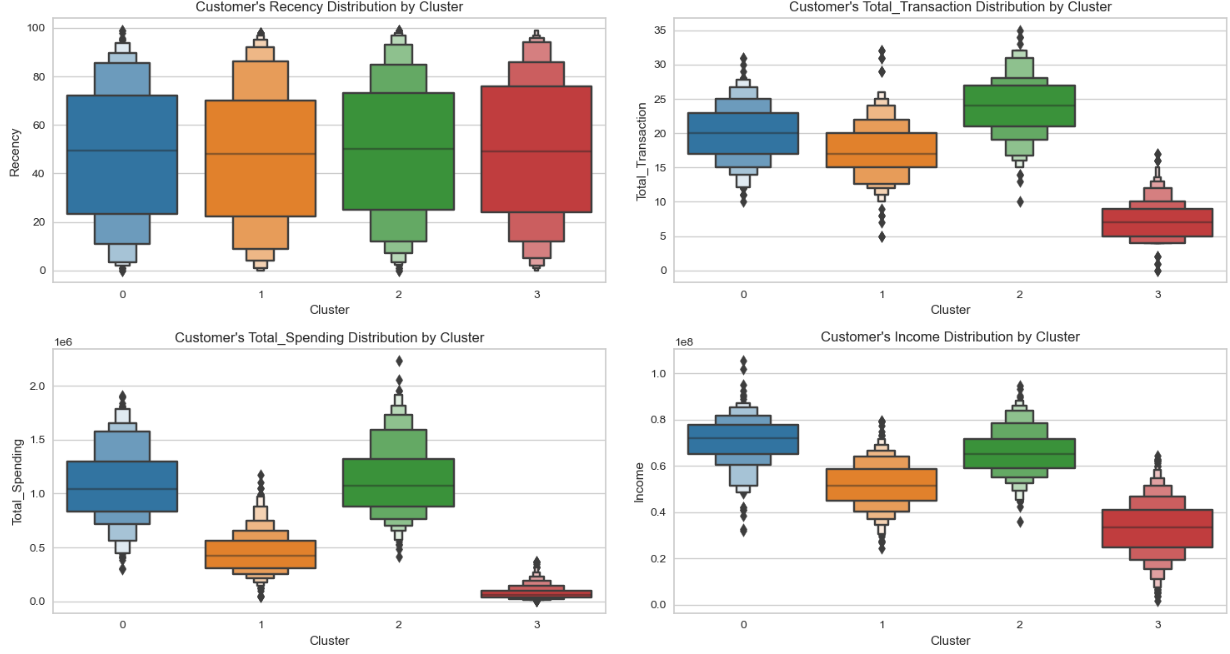 Customer's Recency Distribution by Cluster
100
80
60
40
20
0
Recency
0 1 2 3
Cluster
Customer's Total_Transaction Distribution by Cluster
35
30
25
20
15
10
5
0
Total_Transaction
0 1 2 3
Cluster
Customer's Total_Spending Distribution by Cluster
1e6
2.0
1.5
1.0
0.5
0.0
Total_Spending
0 1 2 3
Cluster
Customer's Income Distribution by Cluster
1e8
1.0
0.8
0.6
0.4
0.2
0.0
Income
0 1 2 3
Cluster